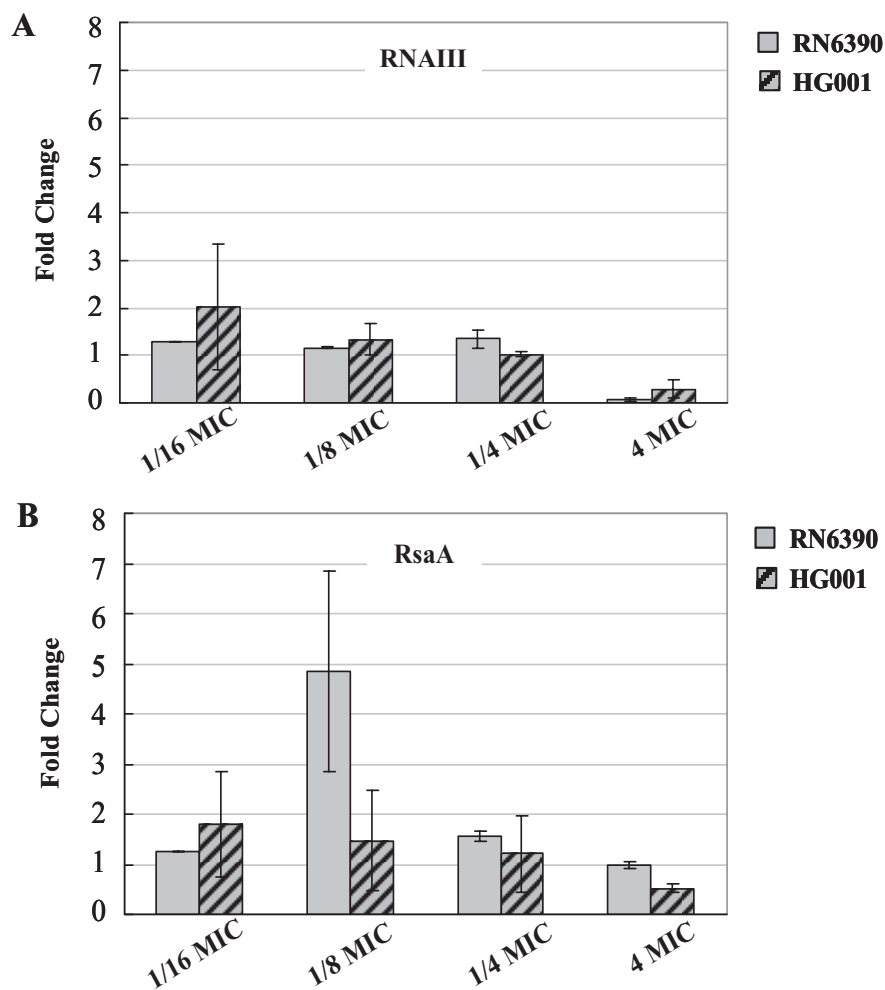 A
RNAIII
RN6390
HG001
Fold Change
8
7
6
5
4
3
2
1
0
1/16 MIC
1/8 MIC
1/4 MIC
4 MIC
B
RsaA
RN6390
HG001
Fold Change
8
7
6
5
4
3
2
1
0
1/16 MIC
1/8 MIC
1/4 MIC
4 MIC